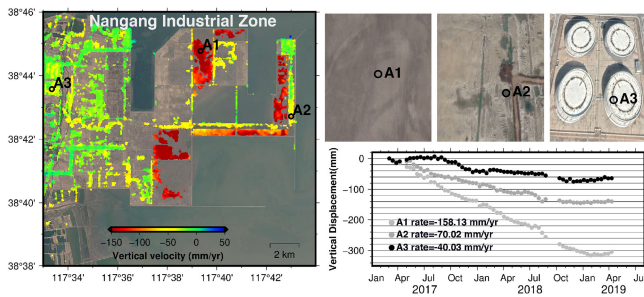 Nangang Industrial Zone
38°46'
38°44'
38°42'
38°40'
38°38'
117°34'
117°36'
117°38'
117°40'
117°42'
A1
A2
A3
−150 −100 −50 0 50
Vertical velocity (mm/yr)
2 km
A1
A2
A3
Vertical Displacement(mm)
0
−100
−200
−300
A1 rate=-158.13 mm/yr
A2 rate=-70.02 mm/yr
A3 rate=-40.03 mm/yr
Jan Apr Jul Oct Jan Apr Jul Oct Jan Apr Jul
2017 2018 2019